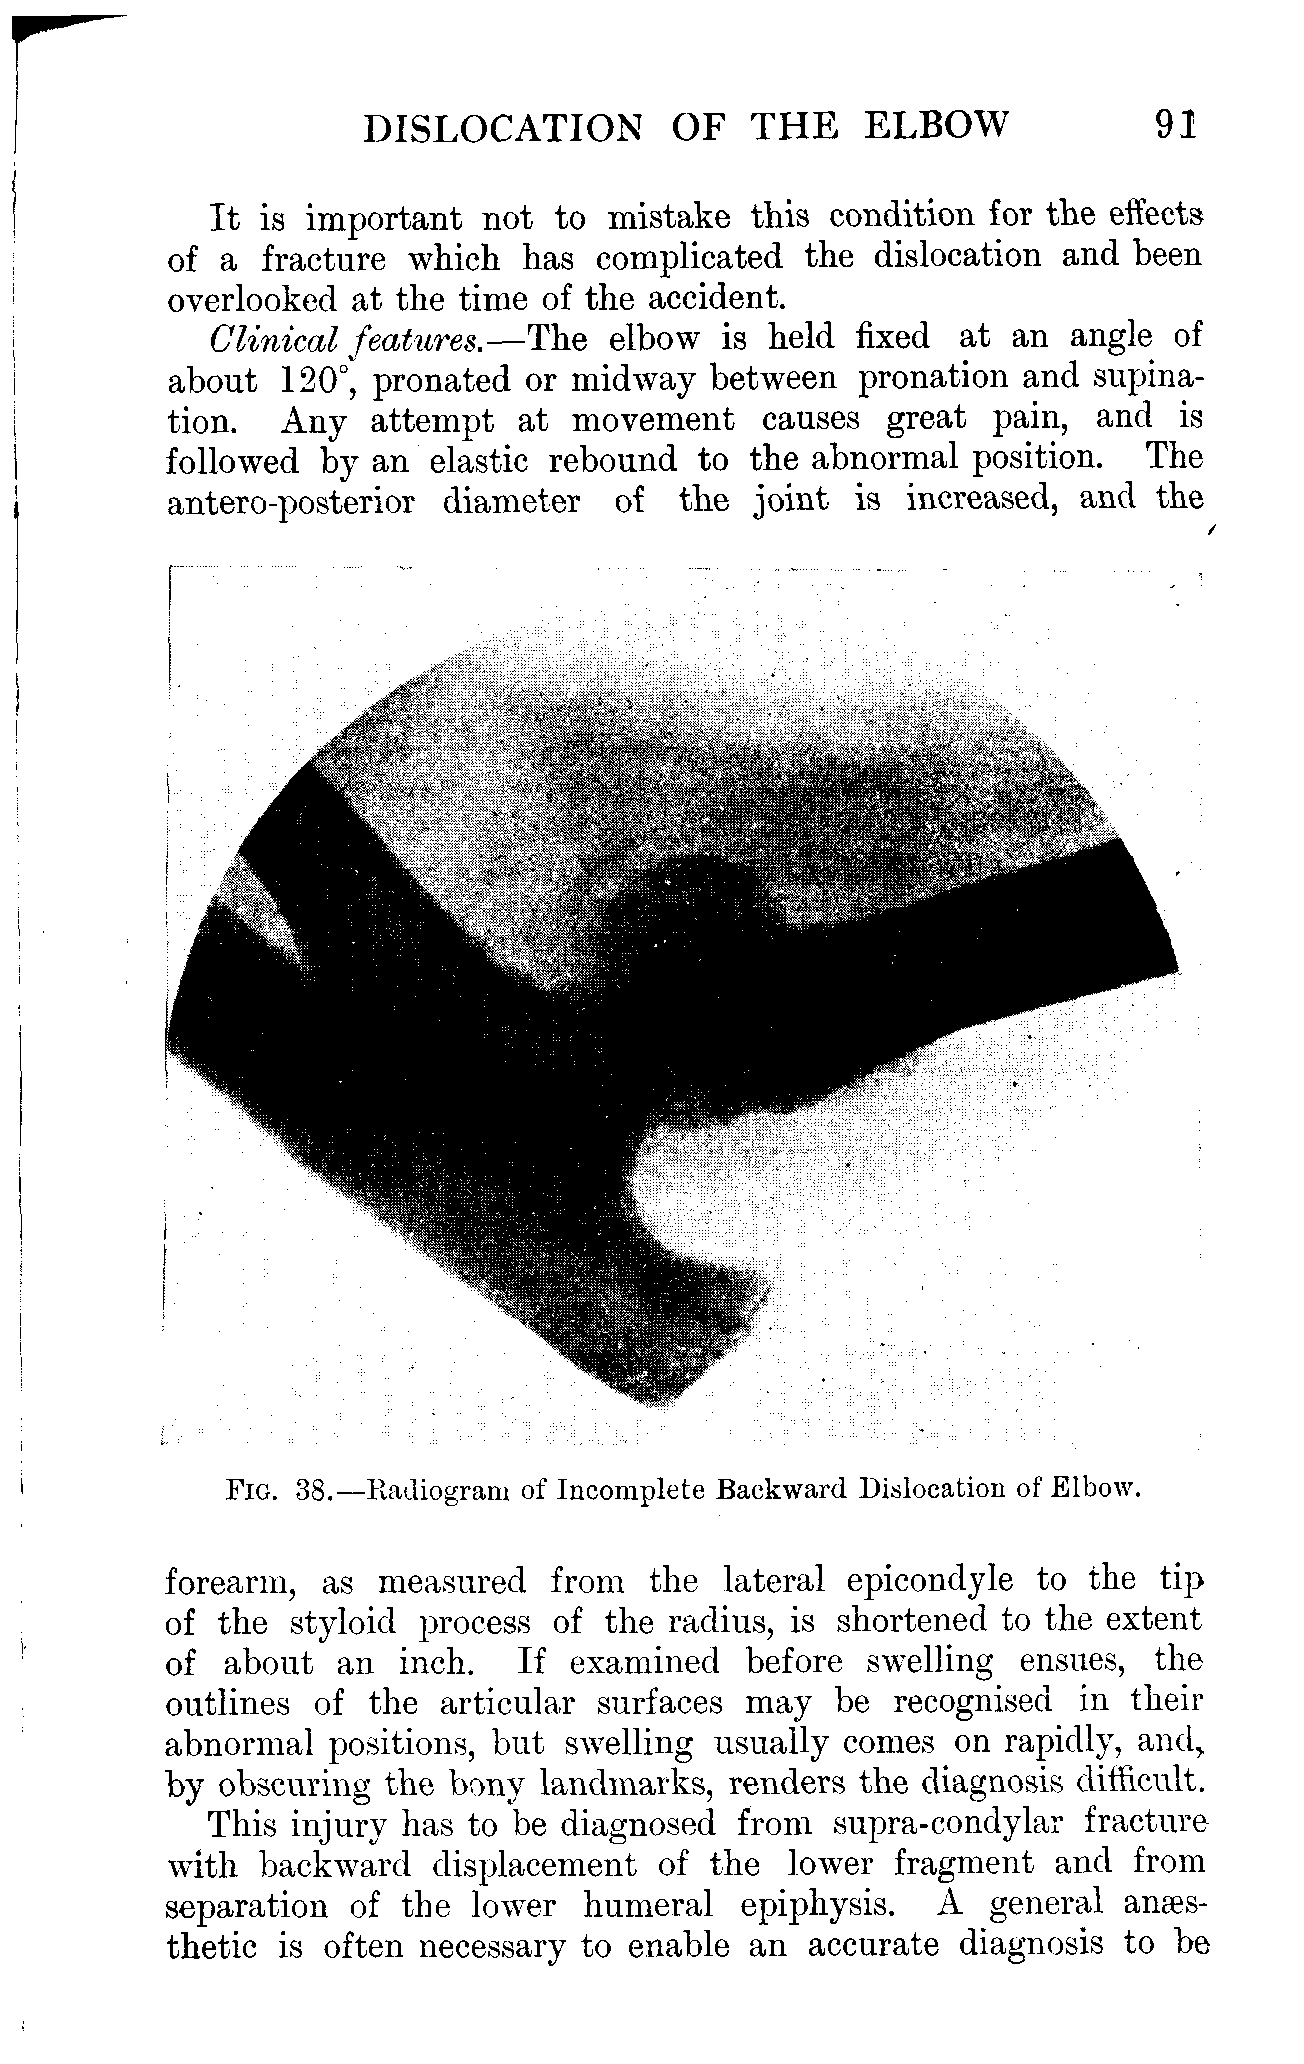 DISLOCATION OF THE ELBOW 91
It is important not to mistake this condition for the effects
of a fracture which has complicated the dislocation and been
overlooked at the time of the accident.
Clinical features.—The elbow is held fixed at an angle of
about 120°, pronated or midway between pronation and supina-
tion. Any attempt at movement causes great pain, and is
followed by an elastic rebound to the abnormal position. The
antero-posterior diameter of the joint is increased, and the
FIG. 38.—Radiogram of Incomplete Backward Dislocation of Elbow.
forearm, as measured from the lateral epicondyle to the tip
of the styloid process of the radius, is shortened to the extent
of about an inch. If examined before swelling ensues, the
outlines of the articular surfaces may be recognised in their
abnormal positions, but swelling usually comes on rapidly, and,
by obscuring the bony landmarks, renders the diagnosis difficult.
This injury has to be diagnosed from supra-condylar fracture
with backward displacement of the lower fragment and from
separation of the lower humeral epiphysis. A general anæs-
thetic is often necessary to enable an accurate diagnosis to be